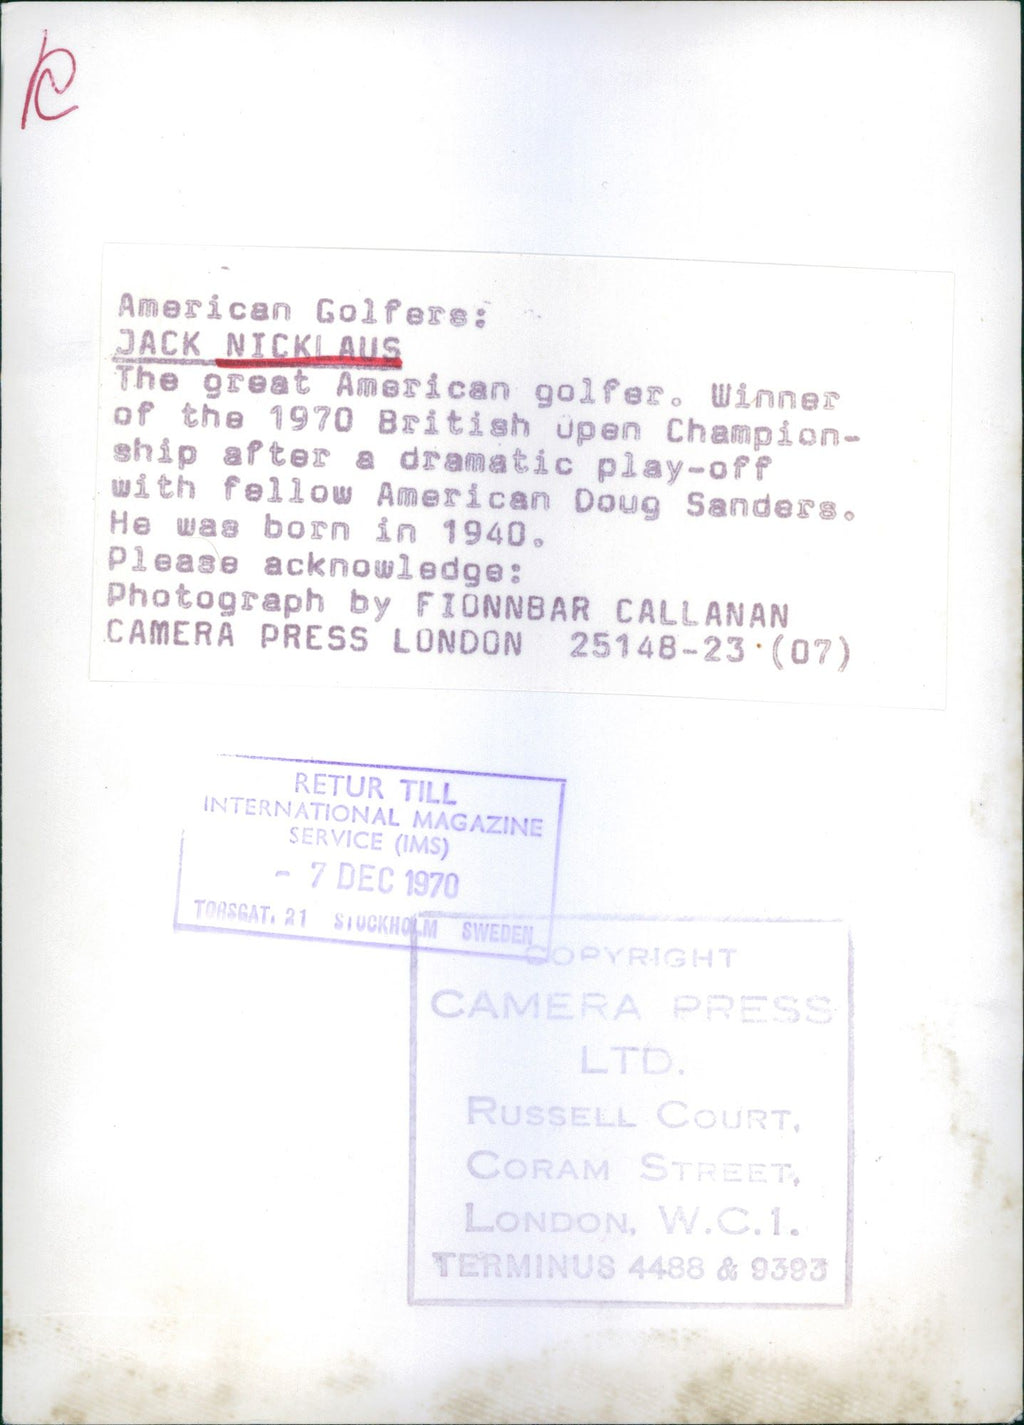 American Golfers:
JACK NICKLAUS
The great American golfer. Winner
of the 1970 British Open Champion-
ship after a dramatic play-off
with fellow American Doug Sanders.
He was born in 1940.
Please acknowledge:
Photograph by FIONNBAR CALLANAN
CAMERA PRESS LONDON 25148-23 (07)
RETUR TILL
INTERNATIONAL MAGAZINE
SERVICE (IMS)
- 7 DEC 1970
TORSGAT. 21 STOCKHOLM SWEDEN
COPYRIGHT
CAMERA PRESS
LTD.
RUSSELL COURT,
CORAM STREET,
LONDON, W.C.1.
TERMINUS 4488 & 9393